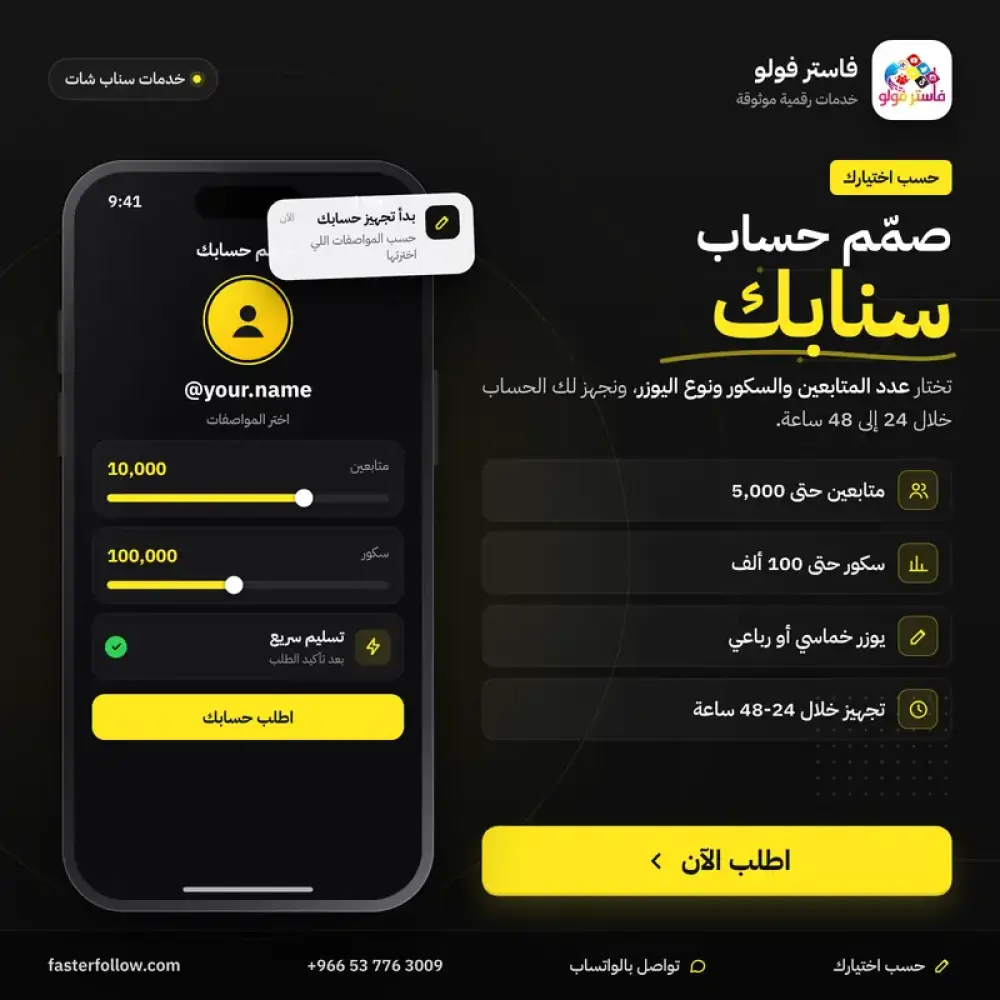 فاستر فولو
فاستر فولو
خدمات رقمية موثوقة
خدمات سناب شات
حسب اختيارك
صمّم حساب
سنابك
تختار عدد المتابعين والسكور ونوع اليوزر، ونجهز لك الحساب
خلال 24 إلى 48 ساعة.
متابعين حتى 5,000
سكور حتى 100 ألف
يوزر خماسي أو رباعي
تجهيز خلال 24-48 ساعة
اطلب الآن
9:41
بدأ تجهيز حسابك
الآن
حسب المواصفات اللي
اخترتها
حسابك
@your.name
اختر المواصفات
متابعين 10,000
سكور 100,000
تسليم سريع
بعد تأكيد الطلب
اطلب حسابك
حسب اختيارك
تواصل بالواتساب
+966 53 776 3009
fasterfollow.com